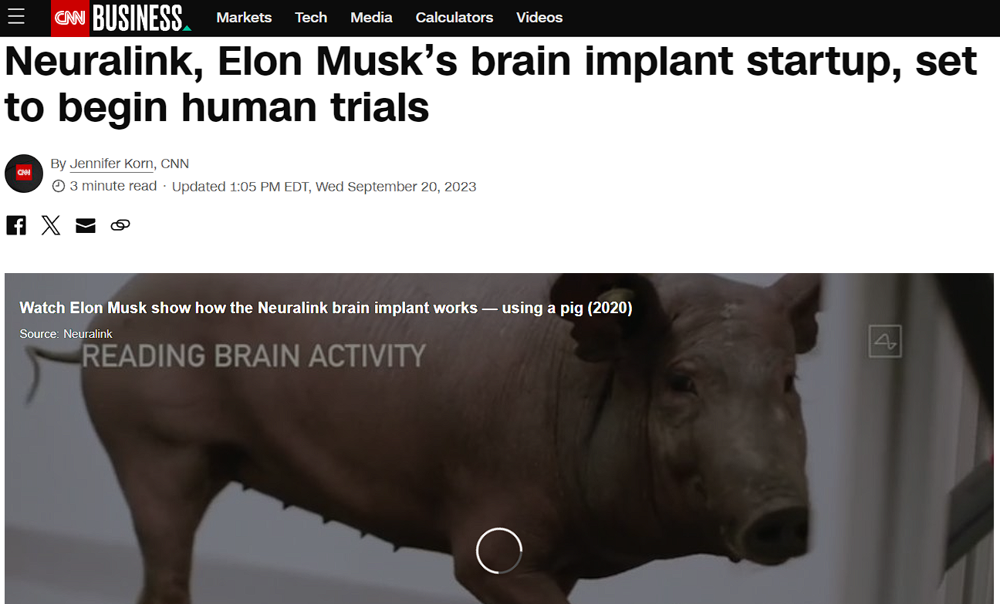 CNN BUSINESS Markets Tech Media Calculators Videos
Neuralink, Elon Musk’s brain implant startup, set
to begin human trials
CNN
By Jennifer Korn, CNN
3 minute read · Updated 1:05 PM EDT, Wed September 20, 2023
Watch Elon Musk show how the Neuralink brain implant works — using a pig (2020)
Source: Neuralink
READING BRAIN ACTIVITY